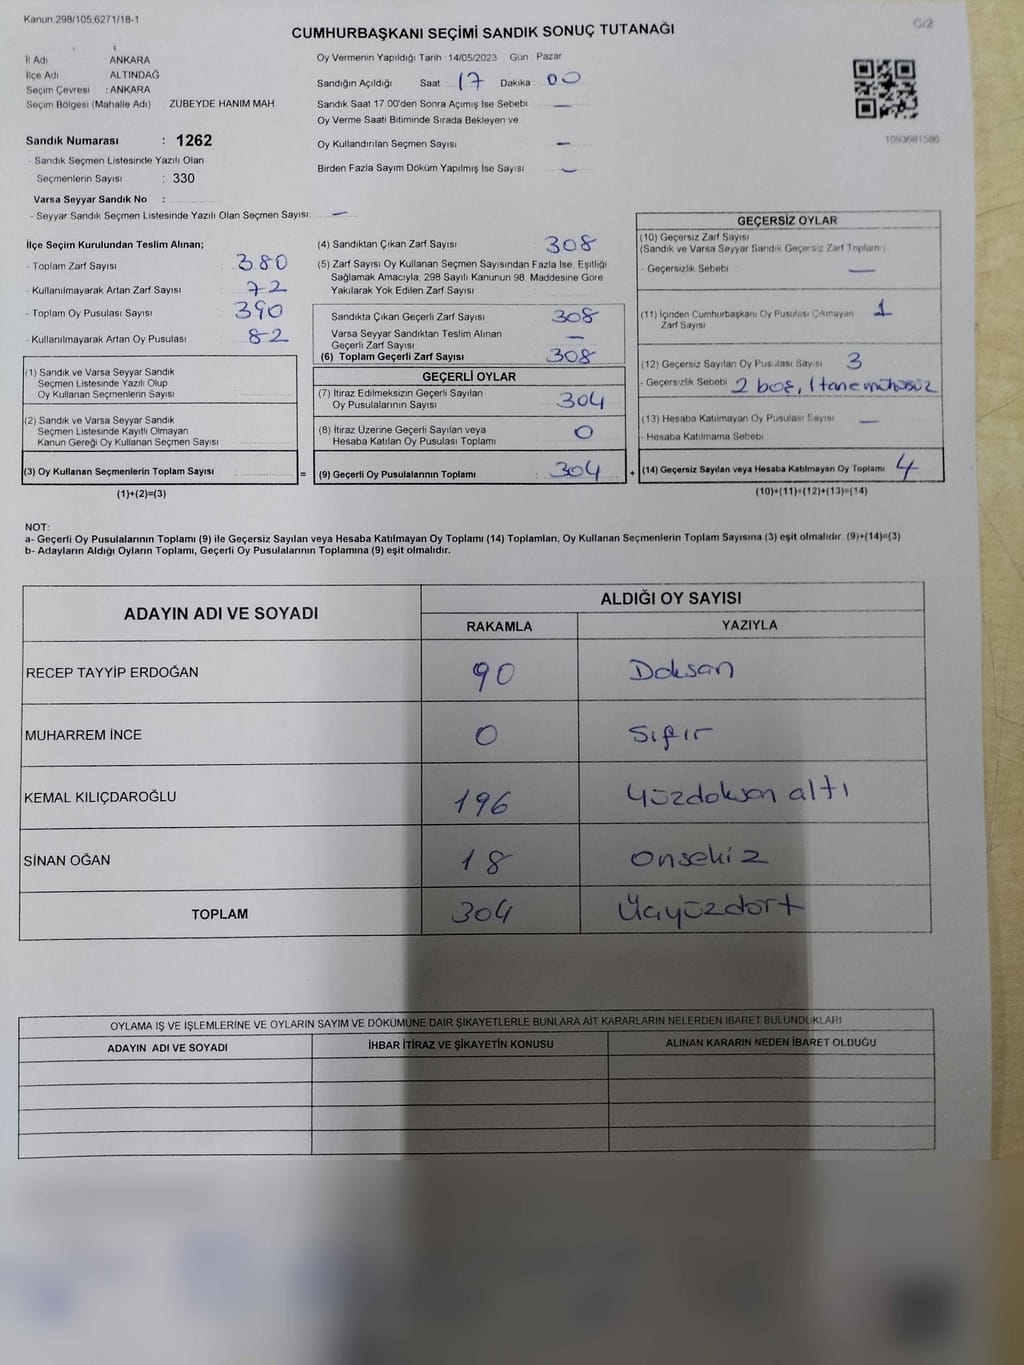 Kanun 298/105,6271/18-1
C/2
CUMHURBAŞKANI SEÇİMİ SANDIK SONUÇ TUTANAĞI
İl Adı ANKARA
İlçe Adı ALTINDAĞ
Seçim Çevresi : ANKARA
Seçim Bölgesi (Mahalle Adı) ZÜBEYDE HANIM MAH.
Sandık Numarası : 1262
- Sandık Seçmen Listesinde Yazılı Olan
Seçmenlerin Sayısı : 330
Varsa Seyyar Sandık No :
- Seyyar Sandık Seçmen Listesinde Yazılı Olan Seçmen Sayısı: —
Oy Vermenin Yapıldığı Tarih : 14/05/2023 Gün Pazar
Sandığın Açıldığı Saat : 17 Dakika : 00
Sandık Saat 17.00'den Sonra Açımış İse Sebebi : —
Oy Verme Saati Bitiminde Sırada Bekleyen ve
Oy Kullandırılan Seçmen Sayısı : —
Birden Fazla Sayım Döküm Yapılmış İse Sayısı : —
1093681586
İlçe Seçim Kurulundan Teslim Alınan;
- Toplam Zarf Sayısı : 380
- Kullanılmayarak Artan Zarf Sayısı : 72
- Toplam Oy Pusulası Sayısı : 390
- Kullanılmayarak Artan Oy Pusulası : 82
(1) Sandık ve Varsa Seyyar Sandık
Seçmen Listesinde Yazılı Olup
Oy Kullanan Seçmenlerin Sayısı :
(2) Sandık ve Varsa Seyyar Sandık
Seçmen Listesinde Kayıtlı Olmayan
Kanun Gereği Oy Kullanan Seçmen Sayısı :
(3) Oy Kullanan Seçmenlerin Toplam Sayısı : =
(1)+(2)=(3)
(4) Sandıktan Çıkan Zarf Sayısı : 308
(5) Zarf Sayısı Oy Kullanan Seçmen Sayısından Fazla İse, Eşitliği
Sağlamak Amacıyla, 298 Sayılı Kanunun 98. Maddesine Göre
Yakılarak Yok Edilen Zarf Sayısı :
Sandıkta Çıkan Geçerli Zarf Sayısı : 308
Varsa Seyyar Sandıktan Teslim Alınan
Geçerli Zarf Sayısı : —
(6) Toplam Geçerli Zarf Sayısı : 308
GEÇERLİ OYLAR
(7) İtiraz Edilmeksizin Geçerli Sayılan
Oy Pusulalarının Sayısı : 304
(8) İtiraz Üzerine Geçerli Sayılan veya
Hesaba Katılan Oy Pusulası Toplamı : 0
(9) Geçerli Oy Pusulalarının Toplamı : 304 +
GEÇERSİZ OYLAR
(10) Geçersiz Zarf Sayısı
(Sandık ve Varsa Seyyar Sandık Geçersiz Zarf Toplamı)
- Geçersizlik Sebebi : —
(11) İçinden Cumhurbaşkanı Oy Pusulası Çıkmayan
Zarf Sayısı 1
(12) Geçersiz Sayılan Oy Pusulası Sayısı 3
- Geçersizlik Sebebi 2 boş, 1 tane mühürsüz
(13) Hesaba Katılmayan Oy Pusulası Sayısı —
- Hesaba Katılmama Sebebi
(14) Geçersiz Sayılan veya Hesaba Katılmayan Oy Toplamı 4
(10)+(11)+(12)+(13)=(14)
NOT:
a- Geçerli Oy Pusulalarının Toplamı (9) ile Geçersiz Sayılan veya Hesaba Katılmayan Oy Toplamı (14) Toplamları, Oy Kullanan Seçmenlerin Toplam Sayısına (3) eşit olmalıdır. (9)+(14)=(3)
b- Adayların Aldığı Oyların Toplamı, Geçerli Oy Pusulalarının Toplamına (9) eşit olmalıdır.
ADAYIN ADI VE SOYADI ALDIĞI OY SAYISI
RAKAMLA YAZIYLA
RECEP TAYYİP ERDOĞAN 90 Doksan
MUHARREM İNCE 0 Sıfır
KEMAL KILIÇDAROĞLU 196 Yüzdoksan altı
SİNAN OĞAN 18 Onsekiz
TOPLAM 304 Üçyüzdört
OYLAMA İŞ VE İŞLEMLERİNE VE OYLARIN SAYIM VE DÖKÜMÜNE DAİR ŞİKAYETLERLE BUNLARA AİT KARARLARIN NELERDEN İBARET BULUNDUKLARI
ADAYIN ADI VE SOYADI İHBAR İTİRAZ VE ŞİKAYETİN KONUSU ALINAN KARARIN NEDEN İBARET OLDUĞU